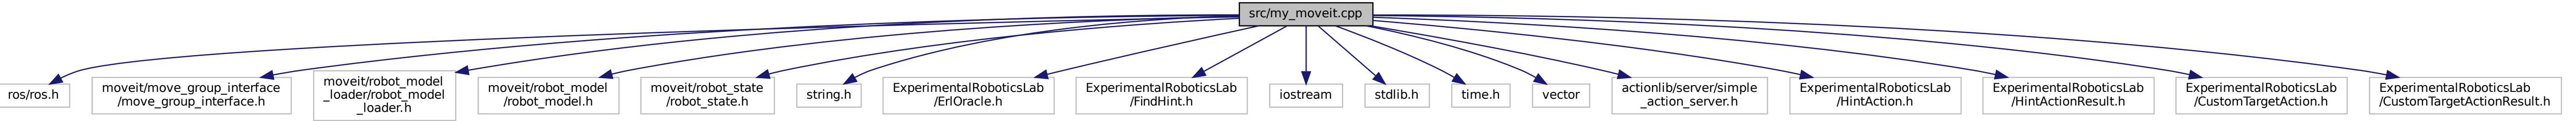 src/my_moveit.cpp
ros/ros.h
moveit/move_group_interface
/move_group_interface.h
moveit/robot_model
_loader/robot_model
_loader.h
moveit/robot_model
/robot_model.h
moveit/robot_state
/robot_state.h
string.h
ExperimentalRoboticsLab
/ErlOracle.h
ExperimentalRoboticsLab
/FindHint.h
iostream
stdlib.h
time.h
vector
actionlib/server/simple
_action_server.h
ExperimentalRoboticsLab
/HintAction.h
ExperimentalRoboticsLab
/HintActionResult.h
ExperimentalRoboticsLab
/CustomTargetAction.h
ExperimentalRoboticsLab
/CustomTargetActionResult.h